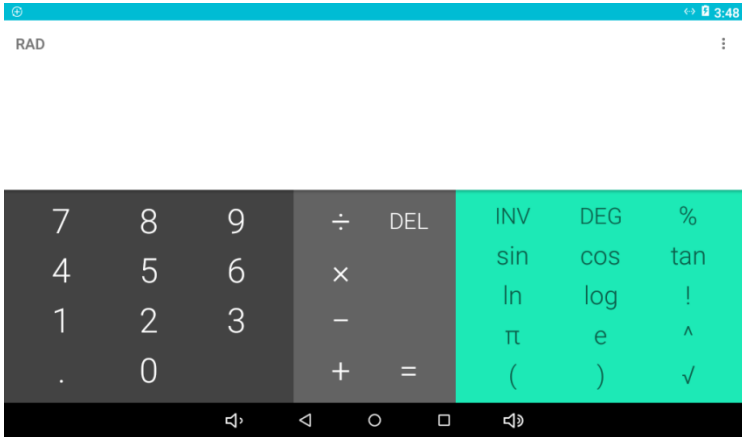 3:48
RAD
7 8 9 ÷ DEL INV DEG %
4 5 6 × sin cos tan
1 2 3 − ln log !
. 0 + = π e ^
( ) √